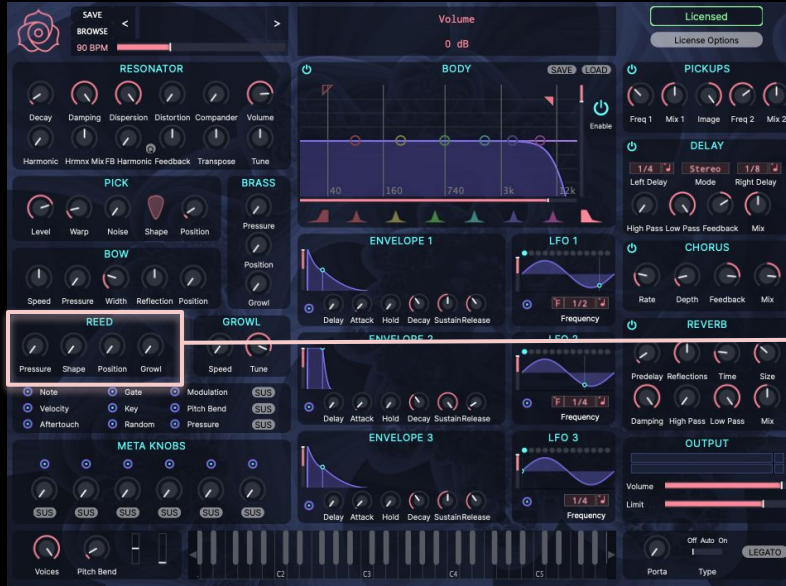 SAVE
BROWSE
90 BPM
<
>
Volume
0 dB
Licensed
License Options
RESONATOR
Decay Damping Dispersion Distortion Compander Volume
Harmonic Hrmnx Mix FB Harmonic Feedback Transpose Tune
BODY
SAVE LOAD
Enable
40 160 740 3k 12k
PICKUPS
Freq 1 Mix 1 Image Freq 2 Mix 2
DELAY
1/4 Stereo 1/8
Left Delay Mode Right Delay
High Pass Low Pass Feedback Mix
PICK
Level Warp Noise Shape Position
BRASS
Pressure
Position
Growl
BOW
Speed Pressure Width Reflection Position
ENVELOPE 1
Delay Attack Hold Decay Sustain Release
LFO 1
F 1/2
Frequency
CHORUS
Rate Depth Feedback Mix
REED
Pressure Shape Position Growl
GROWL
Speed Tune
ENVELOPE 2
Delay Attack Hold Decay Sustain Release
LFO 2
F 1/4
Frequency
REVERB
Predelay Reflections Time Size
Damping High Pass Low Pass Mix
Note Gate Modulation SUS
Velocity Key Pitch Bend SUS
Aftertouch Random Pressure SUS
META KNOBS
SUS SUS SUS SUS SUS SUS
ENVELOPE 3
Delay Attack Hold Decay Sustain Release
LFO 3
1/4
Frequency
OUTPUT
Volume
Limit
Voices Pitch Bend
C2 C3 C4 C5
Off Auto On
LEGATO
Porta Type